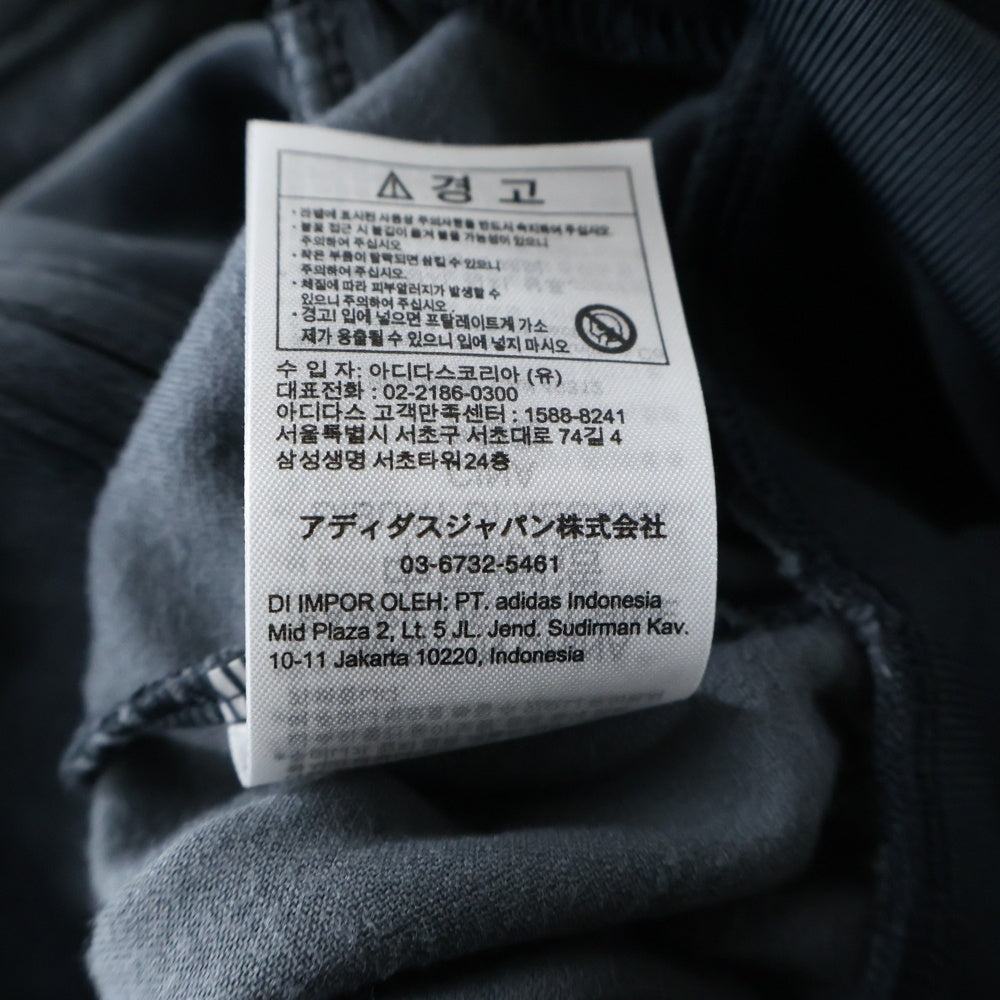 ⚠ 경고
· 라벨에 표시된 사용성 주의사항을 반드시 숙지하여 주십시오.
· 불꽃 접근 시 불길이 옮겨 붙을 가능성이 있으니
주의하여 주십시오
· 작은 부품이 탈락되면 삼킬 수 있으니
주의하여 주십시오.
· 체질에 따라 피부알러지가 발생할 수
있으니 주의하여 주십시오.
· 경고! 입에 넣으면 프탈레이트계 가소
제가 용출될 수 있으니 입에 넣지 마시오
수 입 자: 아디다스코리아 (유)
대표전화 : 02-2186-0300
아디다스 고객만족센터 : 1588-8241
서울특별시 서초구 서초대로 74길 4
삼성생명 서초타워24층
アディダスジャパン株式会社
03-6732-5461
DI IMPOR OLEH: PT. adidas Indonesia
Mid Plaza 2, Lt. 5 JL. Jend. Sudirman Kav.
10-11 Jakarta 10220, Indonesia